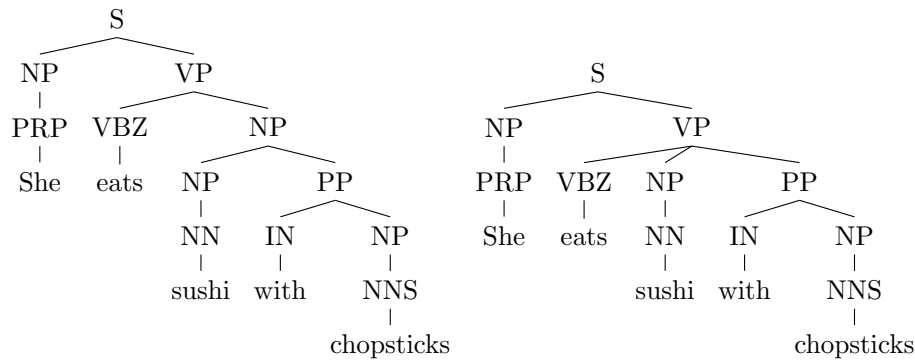 S
NP VP S
PRP VBZ NP NP VP
She eats NP PP PRP VBZ NP PP
NN IN NP She eats NN IN NP
sushi with NNS sushi with NNS
chopsticks chopsticks